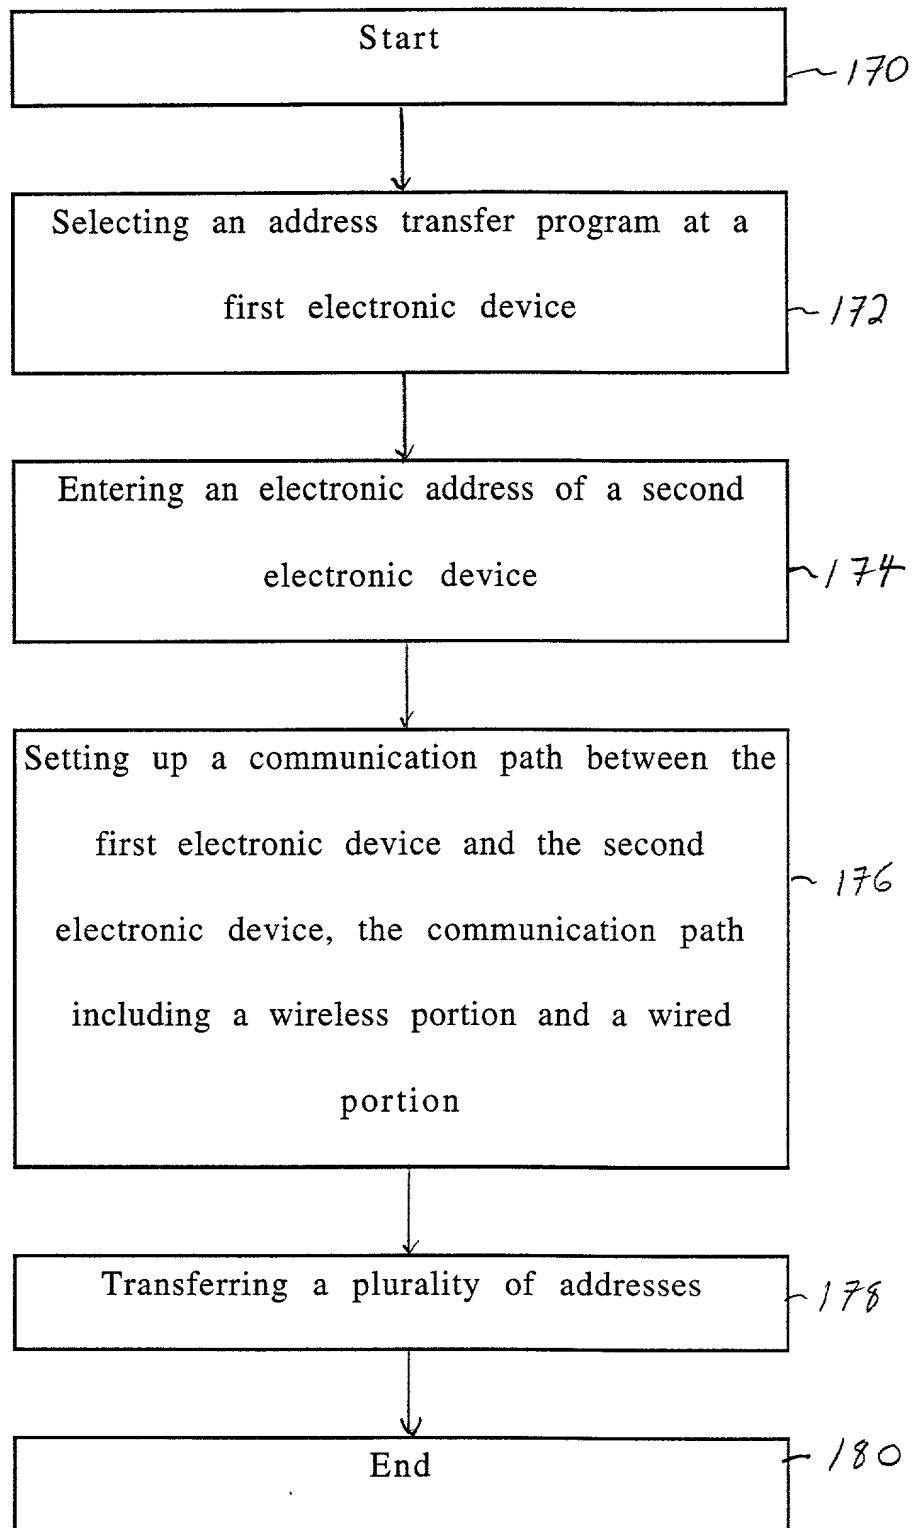 Start
170
Selecting an address transfer program at a
first electronic device
172
Entering an electronic address of a second
electronic device
174
Setting up a communication path between the
first electronic device and the second
176
electronic device, the communication path
including a wireless portion and a wired
portion
Transferring a plurality of addresses
178
End
180